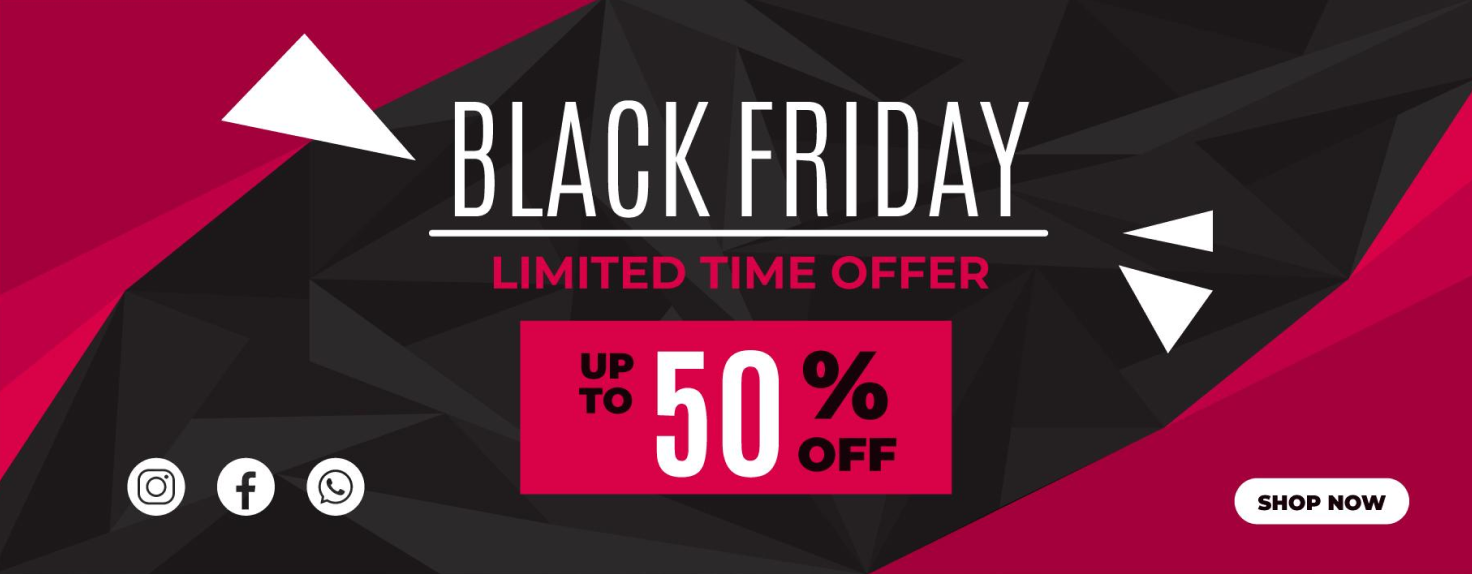 BLACK FRIDAY
LIMITED TIME OFFER
UP
TO
50
%
OFF
SHOP NOW